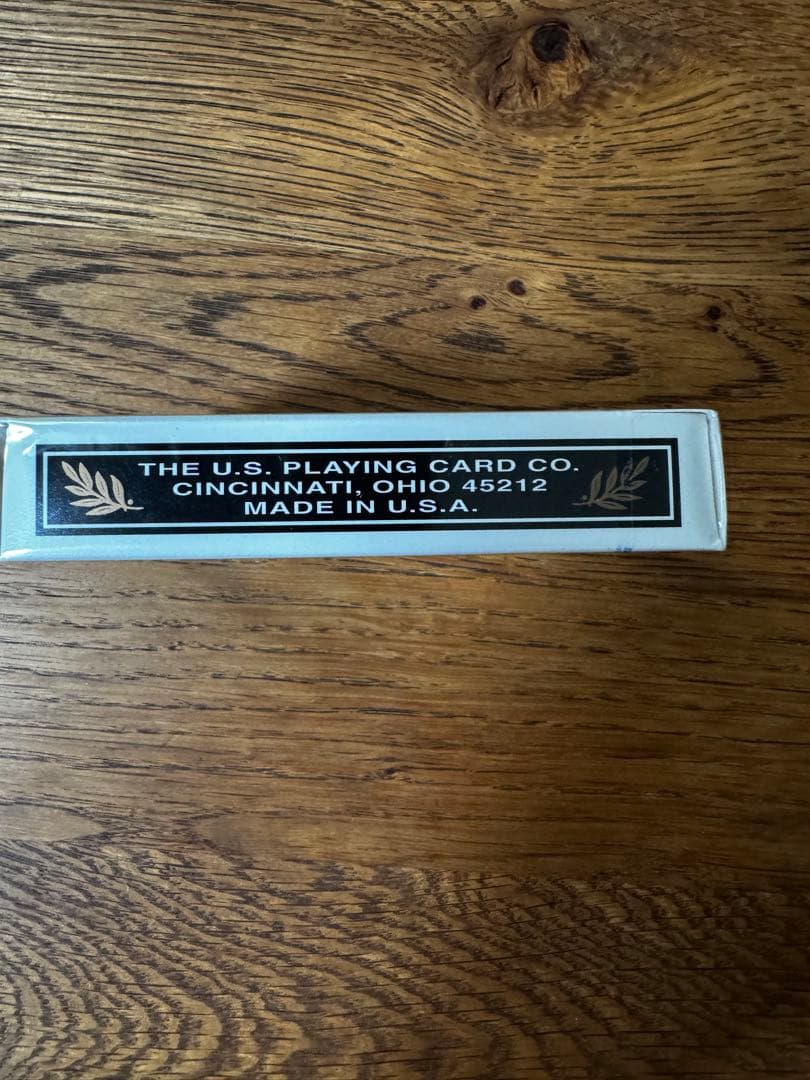 THE U.S. PLAYING CARD CO.
CINCINNATI, OHIO 45212
MADE IN U.S.A.